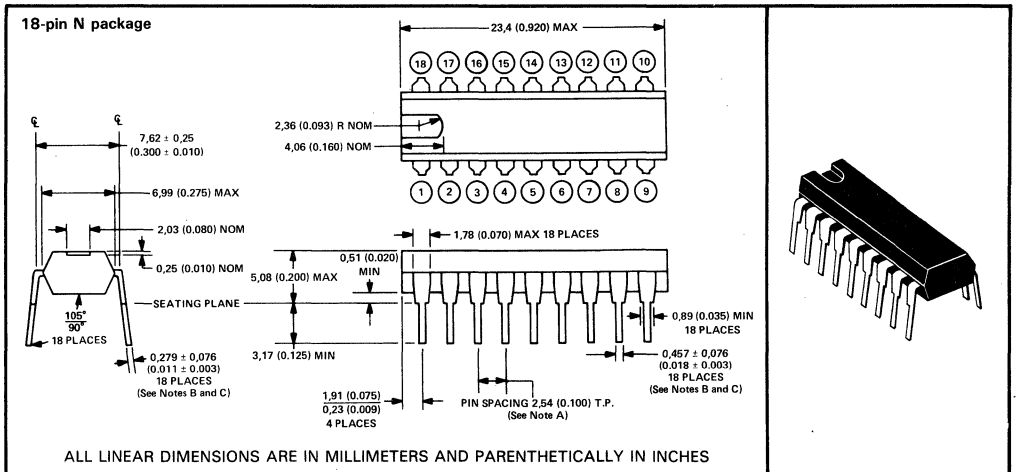 18-pin N package
23,4 (0.920) MAX
18 17 16 15 14 13 12 11 10
℄ ℄
7,62 ± 0,25
(0.300 ± 0.010)
2,36 (0.093) R NOM
4,06 (0.160) NOM
6,99 (0.275) MAX
1 2 3 4 5 6 7 8 9
2,03 (0.080) NOM
1,78 (0.070) MAX 18 PLACES
0,51 (0.020)
MIN
0,25 (0.010) NOM
5,08 (0.200) MAX
SEATING PLANE
105°
90°
18 PLACES
0,89 (0.035) MIN
18 PLACES
3,17 (0.125) MIN
0,279 ± 0,076
(0.011 ± 0.003)
18 PLACES
(See Notes B and C)
0,457 ± 0,076
(0.018 ± 0.003)
18 PLACES
(See Notes B and C)
1,91 (0.075)
0,23 (0.009)
4 PLACES
PIN SPACING 2,54 (0.100) T.P.
(See Note A)
ALL LINEAR DIMENSIONS ARE IN MILLIMETERS AND PARENTHETICALLY IN INCHES